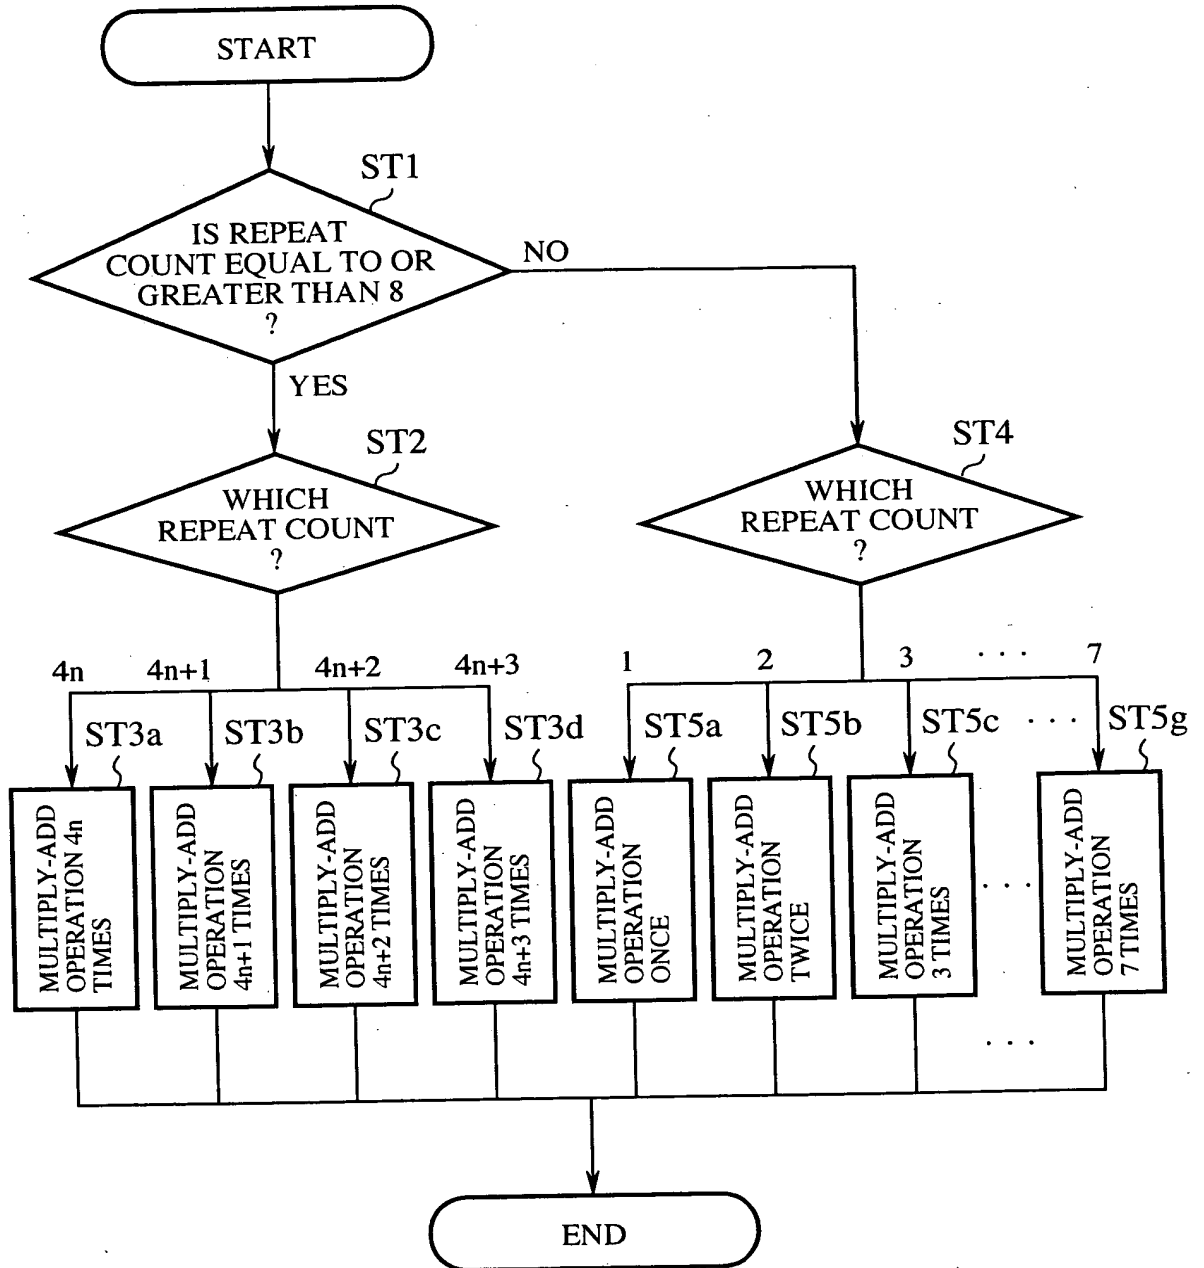 START
ST1
IS REPEAT
COUNT EQUAL TO OR
GREATER THAN 8
?
NO
YES
ST2
WHICH
REPEAT COUNT
?
ST4
WHICH
REPEAT COUNT
?
4n
4n+1
4n+2
4n+3
1
2
3
. . .
7
ST3a
ST3b
ST3c
ST3d
ST5a
ST5b
ST5c
. . .
ST5g
MULTIPLY-ADD
OPERATION 4n
TIMES
MULTIPLY-ADD
OPERATION
4n+1 TIMES
MULTIPLY-ADD
OPERATION
4n+2 TIMES
MULTIPLY-ADD
OPERATION
4n+3 TIMES
MULTIPLY-ADD
OPERATION
ONCE
MULTIPLY-ADD
OPERATION
TWICE
MULTIPLY-ADD
OPERATION
3 TIMES
. . .
MULTIPLY-ADD
OPERATION
7 TIMES
. . .
END